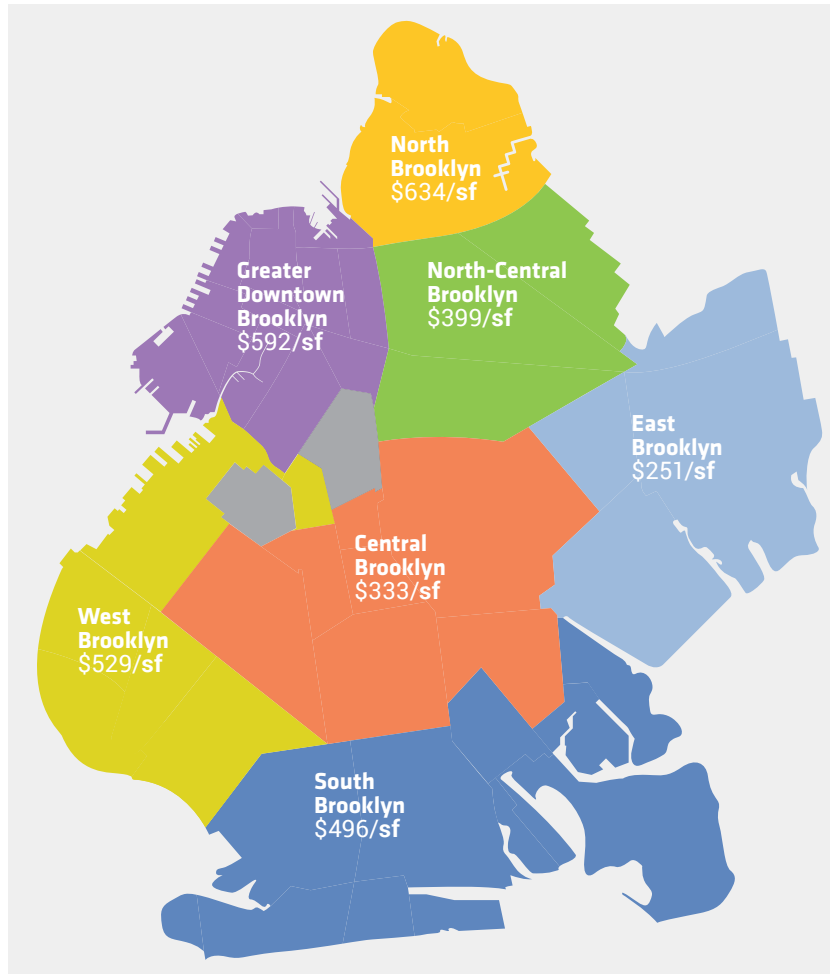 North
Brooklyn
$634/sf
Greater
Downtown
Brooklyn
$592/sf
North-Central
Brooklyn
$399/sf
East
Brooklyn
$251/sf
Central
Brooklyn
$333/sf
West
Brooklyn
$529/sf
South
Brooklyn
$496/sf